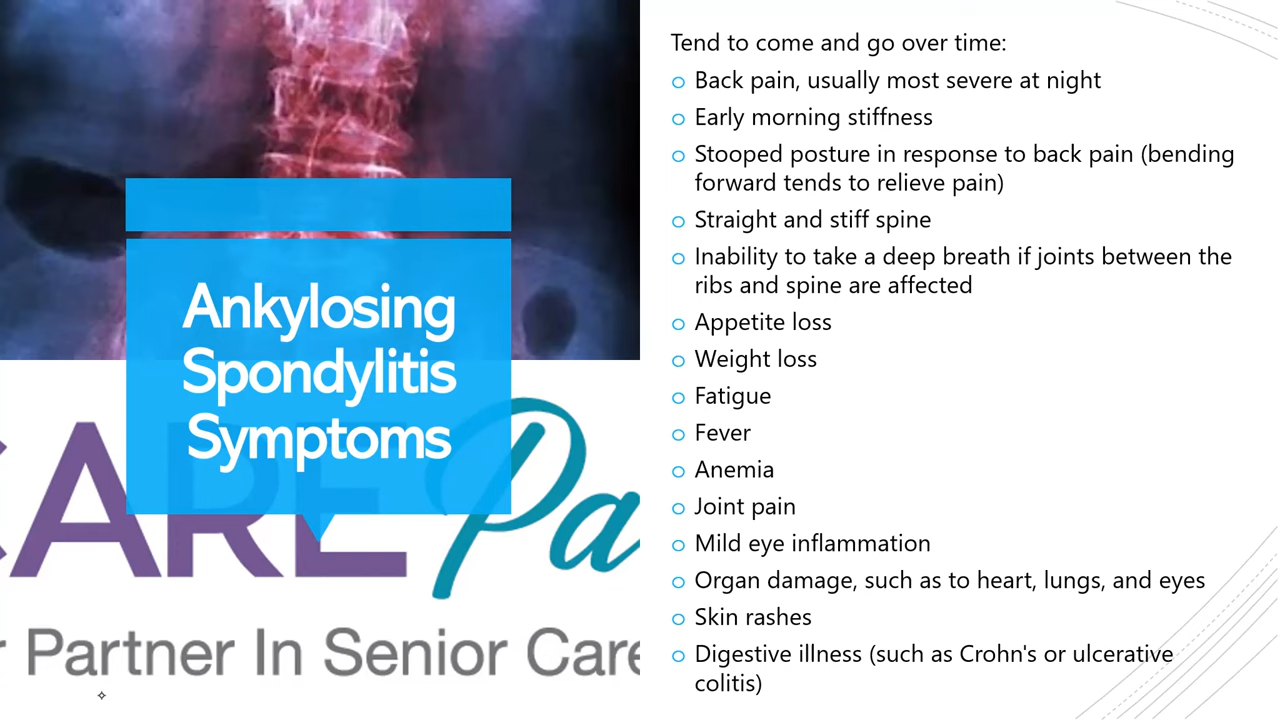 Ankylosing
Spondylitis
Symptoms
CARE Pa
r Partner In Senior Care
Tend to come and go over time:
o Back pain, usually most severe at night
o Early morning stiffness
o Stooped posture in response to back pain (bending
forward tends to relieve pain)
o Straight and stiff spine
o Inability to take a deep breath if joints between the
ribs and spine are affected
o Appetite loss
o Weight loss
o Fatigue
o Fever
o Anemia
o Joint pain
o Mild eye inflammation
o Organ damage, such as to heart, lungs, and eyes
o Skin rashes
o Digestive illness (such as Crohn's or ulcerative
colitis)